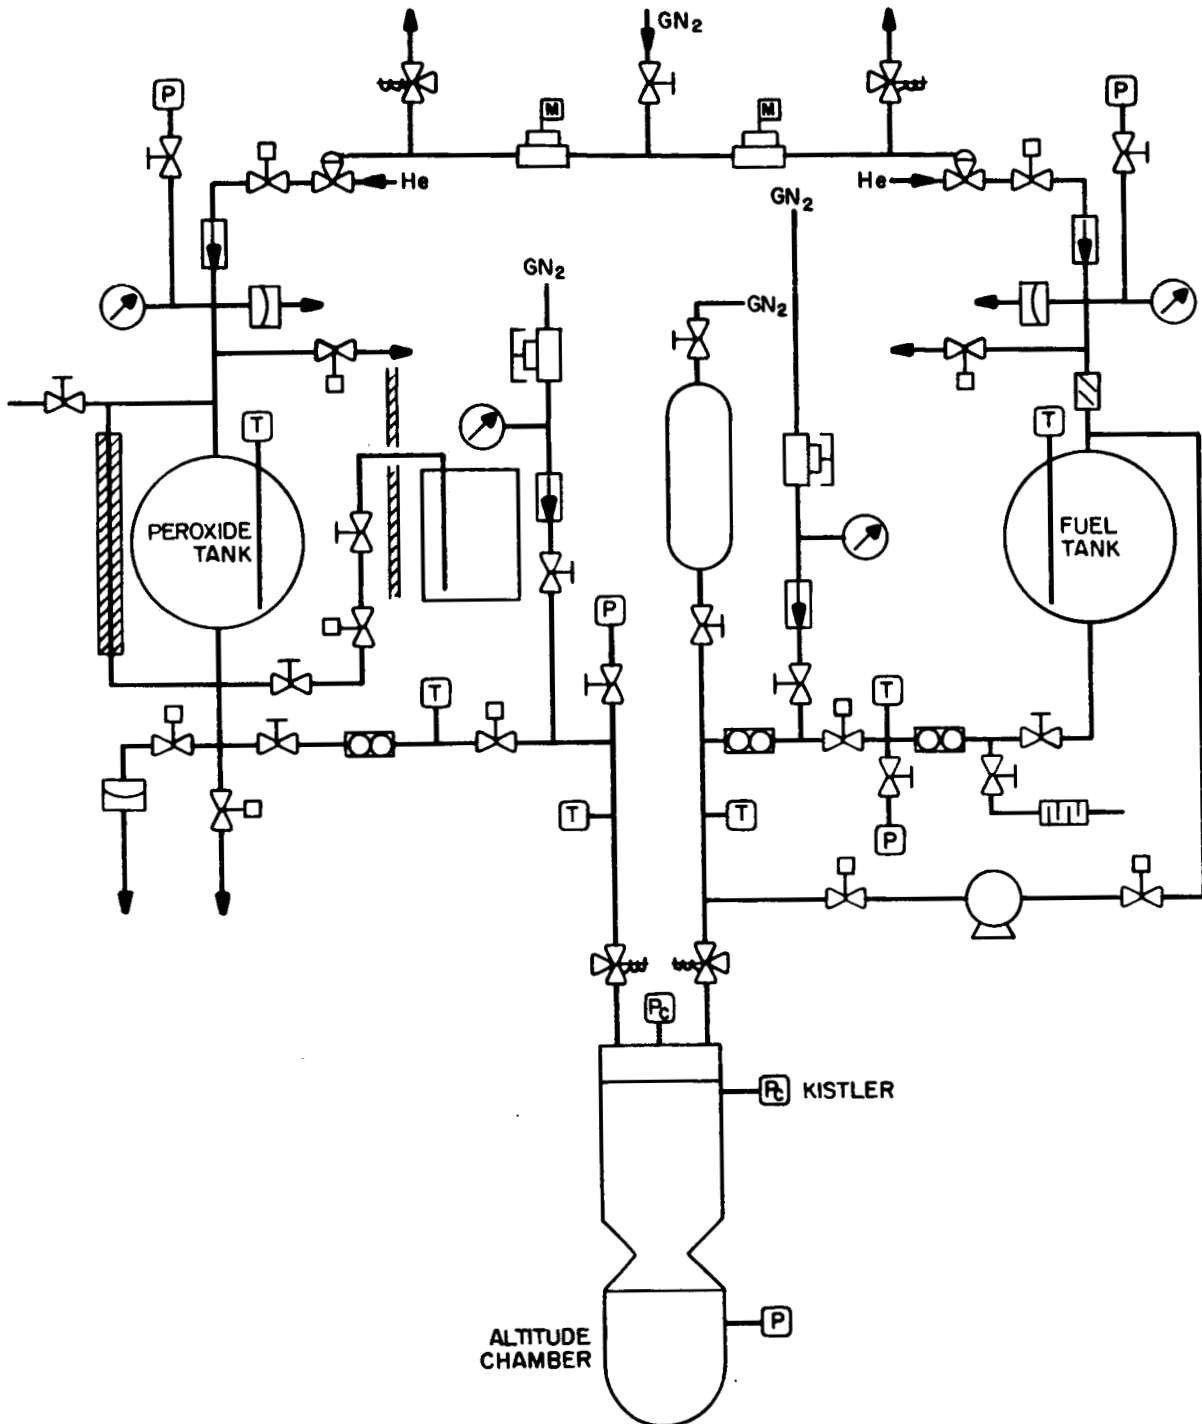 GN2
P
M
M
P
He
He
GN2
GN2
GN2
T
T
PEROXIDE
TANK
FUEL
TANK
P
T
T
T
T
P
PC
PC KISTLER
P
ALTITUDE
CHAMBER